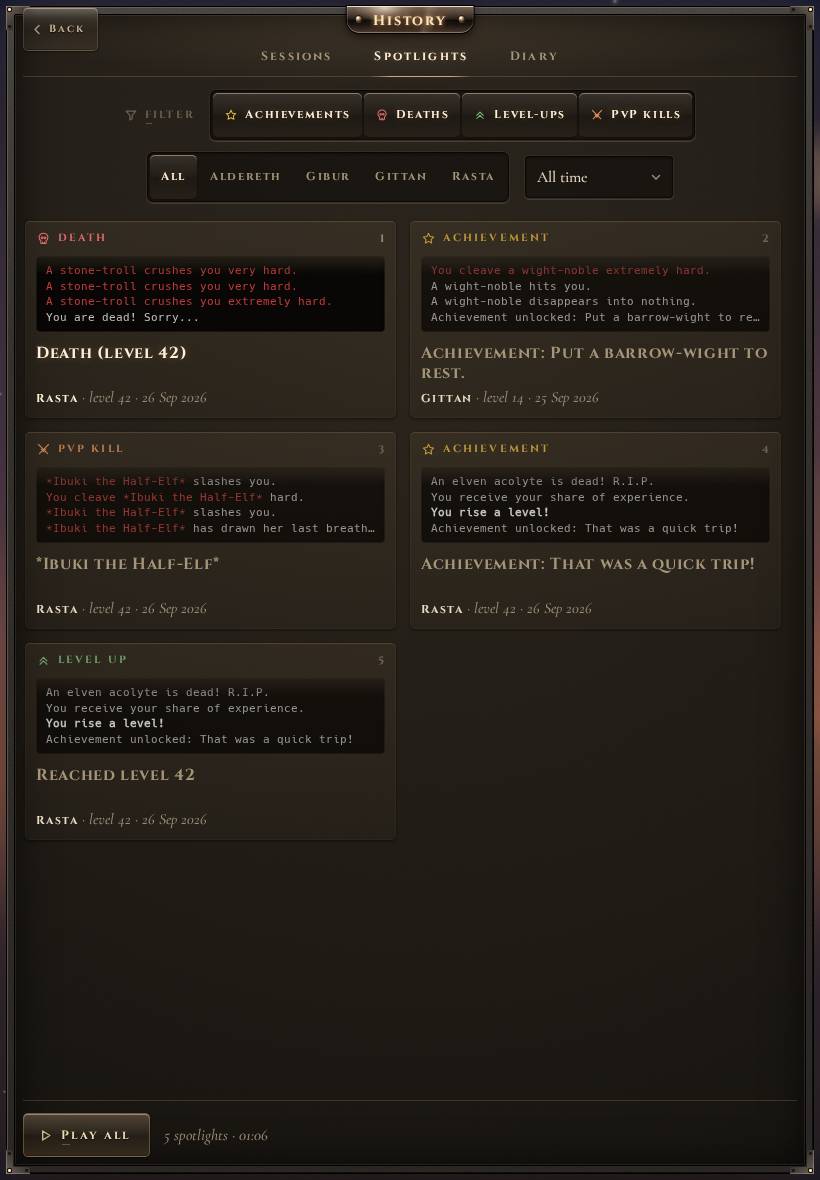 Back
History
Sessions Spotlights Diary
Filter Achievements Deaths Level-ups PvP kills
All Aldereth Gibur Gittan Rasta All time
Death 1
A stone-troll crushes you very hard.
A stone-troll crushes you very hard.
A stone-troll crushes you extremely hard.
You are dead! Sorry...
Death (level 42)
Rasta · level 42 · 26 Sep 2026
Achievement 2
You cleave a wight-noble extremely hard.
A wight-noble hits you.
A wight-noble disappears into nothing.
Achievement unlocked: Put a barrow-wight to re…
Achievement: Put a barrow-wight to
rest.
Gittan · level 14 · 25 Sep 2026
PvP kill 3
*Ibuki the Half-Elf* slashes you.
You cleave *Ibuki the Half-Elf* hard.
*Ibuki the Half-Elf* slashes you.
*Ibuki the Half-Elf* has drawn her last breath…
*Ibuki the Half-Elf*
Rasta · level 42 · 26 Sep 2026
Achievement 4
An elven acolyte is dead! R.I.P.
You receive your share of experience.
You rise a level!
Achievement unlocked: That was a quick trip!
Achievement: That was a quick trip!
Rasta · level 42 · 26 Sep 2026
Level up 5
An elven acolyte is dead! R.I.P.
You receive your share of experience.
You rise a level!
Achievement unlocked: That was a quick trip!
Reached level 42
Rasta · level 42 · 26 Sep 2026
Play all 5 spotlights · 01:06